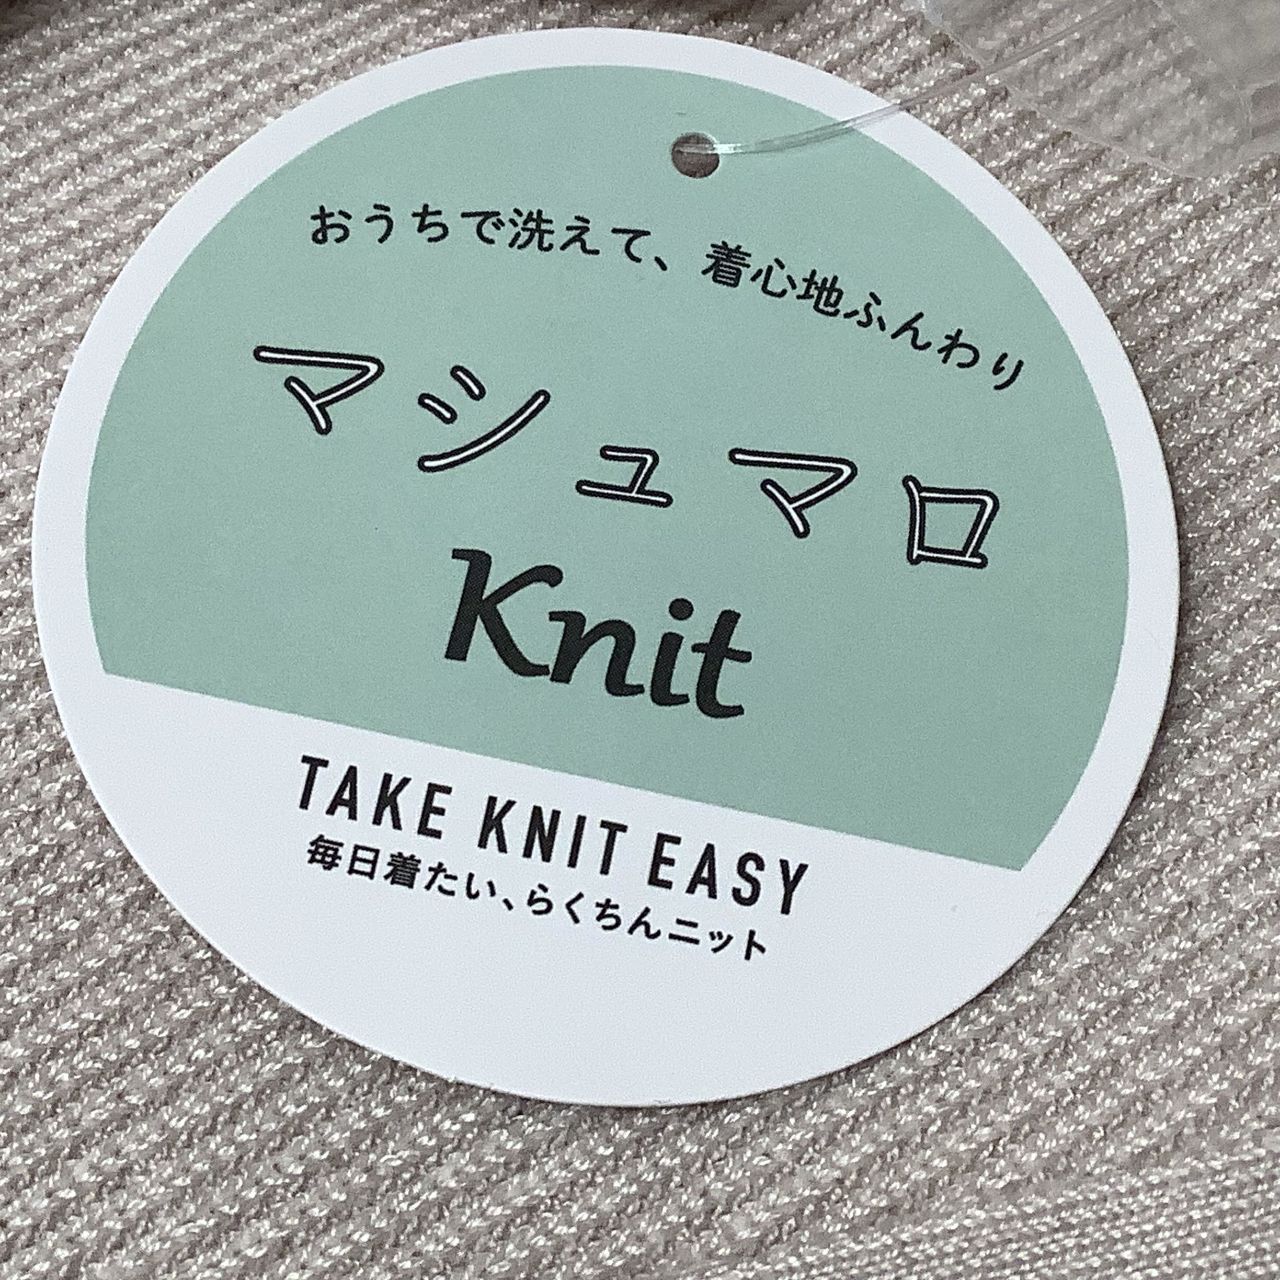 おうちで洗えて、着心地ふんわり
マシュマロ
Knit
TAKE KNIT EASY
毎日着たい、らくちんニット